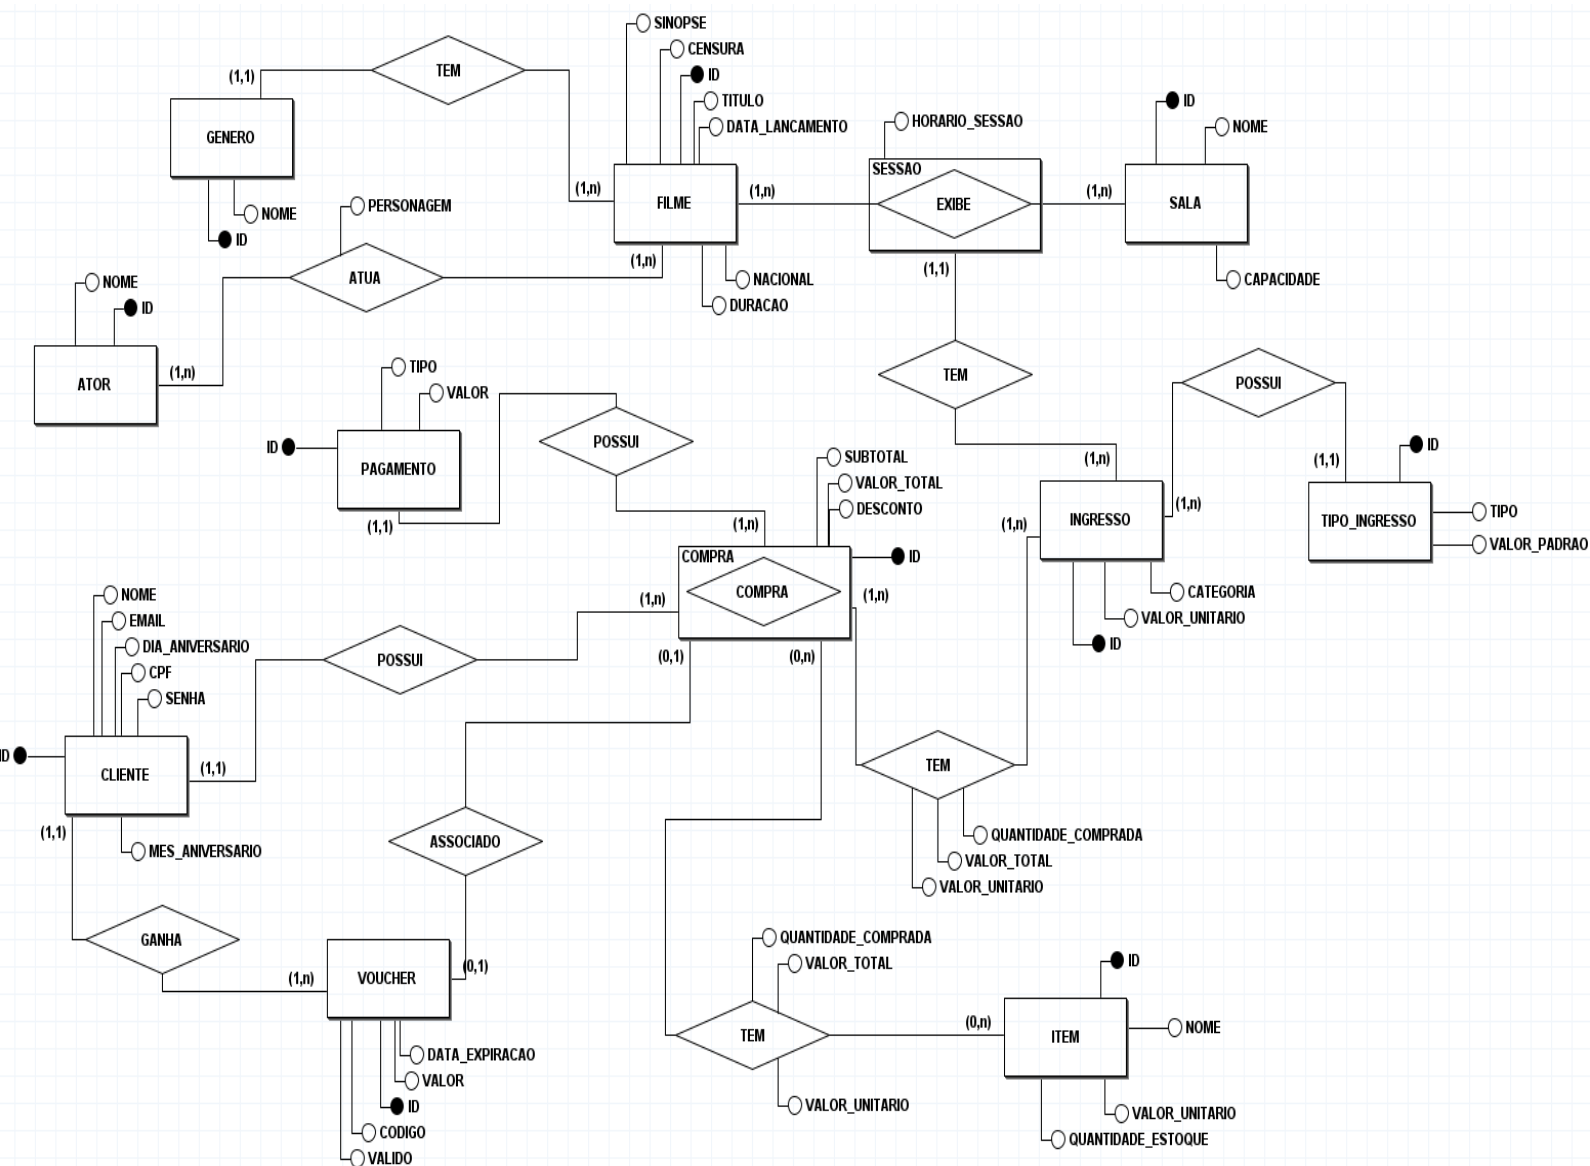 SINOPSE
CENSURA
ID
TITULO
DATA_LANCAMENTO
TEM
(1,1)
GENERO
NOME
ID
(1,n)
FILME
(1,n)
(1,n)
NACIONAL
DURACAO
HORARIO_SESSAO
SESSAO
EXIBE
(1,1)
(1,n)
SALA
ID
NOME
CAPACIDADE
PERSONAGEM
ATUA
NOME
ID
ATOR
(1,n)
TIPO
VALOR
ID
PAGAMENTO
(1,1)
POSSUI
(1,n)
TEM
(1,n)
POSSUI
(1,1)
ID
TIPO_INGRESSO
TIPO
VALOR_PADRAO
INGRESSO
(1,n)
(1,n)
CATEGORIA
VALOR_UNITARIO
ID
SUBTOTAL
VALOR_TOTAL
DESCONTO
ID
COMPRA
COMPRA
(1,n)
(1,n)
(0,1)
(0,n)
NOME
EMAIL
DIA_ANIVERSARIO
CPF
SENHA
POSSUI
ID
CLIENTE
(1,1)
(1,1)
MES_ANIVERSARIO
ASSOCIADO
TEM
QUANTIDADE_COMPRADA
VALOR_TOTAL
VALOR_UNITARIO
GANHA
(1,n)
VOUCHER
(0,1)
DATA_EXPIRACAO
VALOR
ID
CODIGO
VALIDO
QUANTIDADE_COMPRADA
VALOR_TOTAL
TEM
VALOR_UNITARIO
(0,n)
ID
ITEM
NOME
VALOR_UNITARIO
QUANTIDADE_ESTOQUE